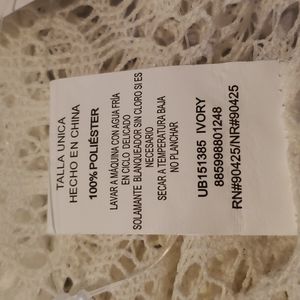 TALLA UNICA
HECHO EN CHINA
100% POLIÉSTER
LAVAR A MÁQUINA CON AGUA FRÍA
EN CICLO DELICADO
SOLAMANTE BLANQUEADOR SIN CLORO SI ES
NECESARIO
SECAR A TEMPERATURA BAJA
NO PLANCHAR
UB151385 IVORY
885998801248
RN#90425/NR#90425